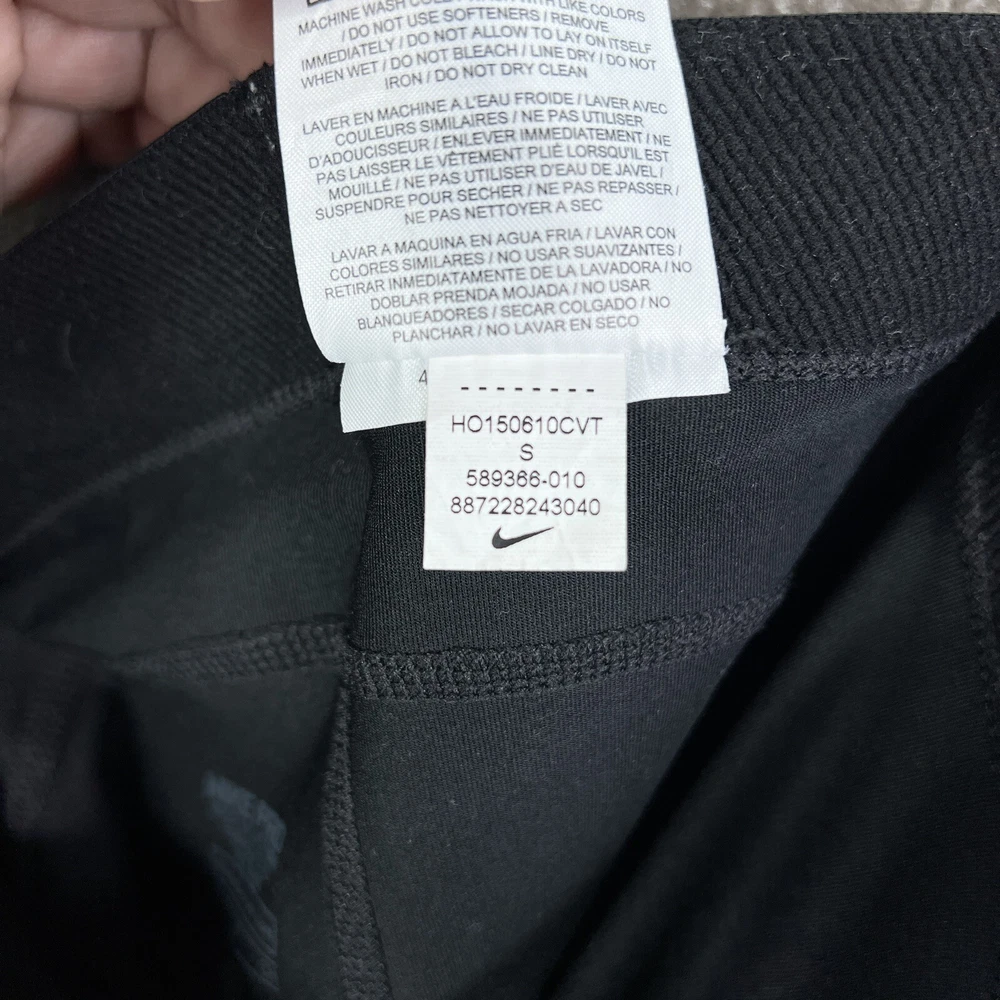 MACHINE WASH COLD / WASH WITH LIKE COLORS
/ DO NOT USE SOFTENERS / REMOVE
IMMEDIATELY / DO NOT ALLOW TO LAY ON ITSELF
WHEN WET / DO NOT BLEACH / LINE DRY / DO NOT
IRON / DO NOT DRY CLEAN
LAVER EN MACHINE A L'EAU FROIDE / LAVER AVEC
COULEURS SIMILAIRES / NE PAS UTILISER
D'ADOUCISSEUR / ENLEVER IMMEDIATEMENT / NE
PAS LAISSER LE VÊTEMENT PLIÉ LORSQU'IL EST
MOUILLÉ / NE PAS UTILISER D'EAU DE JAVEL /
SUSPENDRE POUR SECHER / NE PAS REPASSER /
NE PAS NETTOYER A SEC
LAVAR A MAQUINA EN AGUA FRIA / LAVAR CON
COLORES SIMILARES / NO USAR SUAVIZANTES /
RETIRAR INMEDIATAMENTE DE LA LAVADORA / NO
DOBLAR PRENDA MOJADA / NO USAR
BLANQUEADORES / SECAR COLGADO / NO
PLANCHAR / NO LAVAR EN SECO
4
--------
HO150610CVT
S
589366-010
887228243040